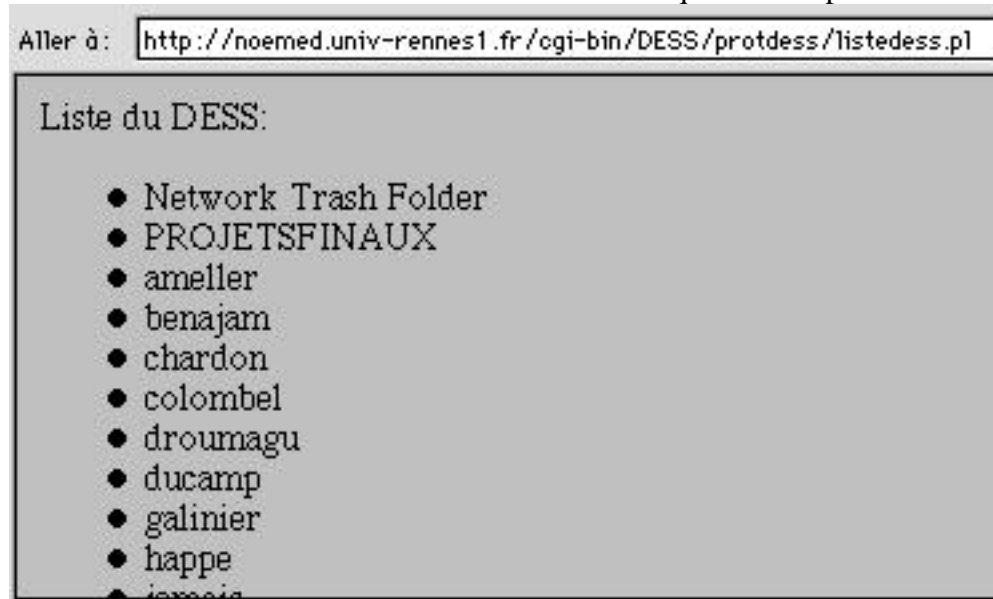 Aller à: http://noemed.univ-rennes1.fr/cgi-bin/DESS/protdess/listedess.pl
Liste du DESS:
● Network Trash Folder
● PROJETSFINAUX
● ameller
● benajam
● chardon
● colombel
● droumagu
● ducamp
● galinier
● happe